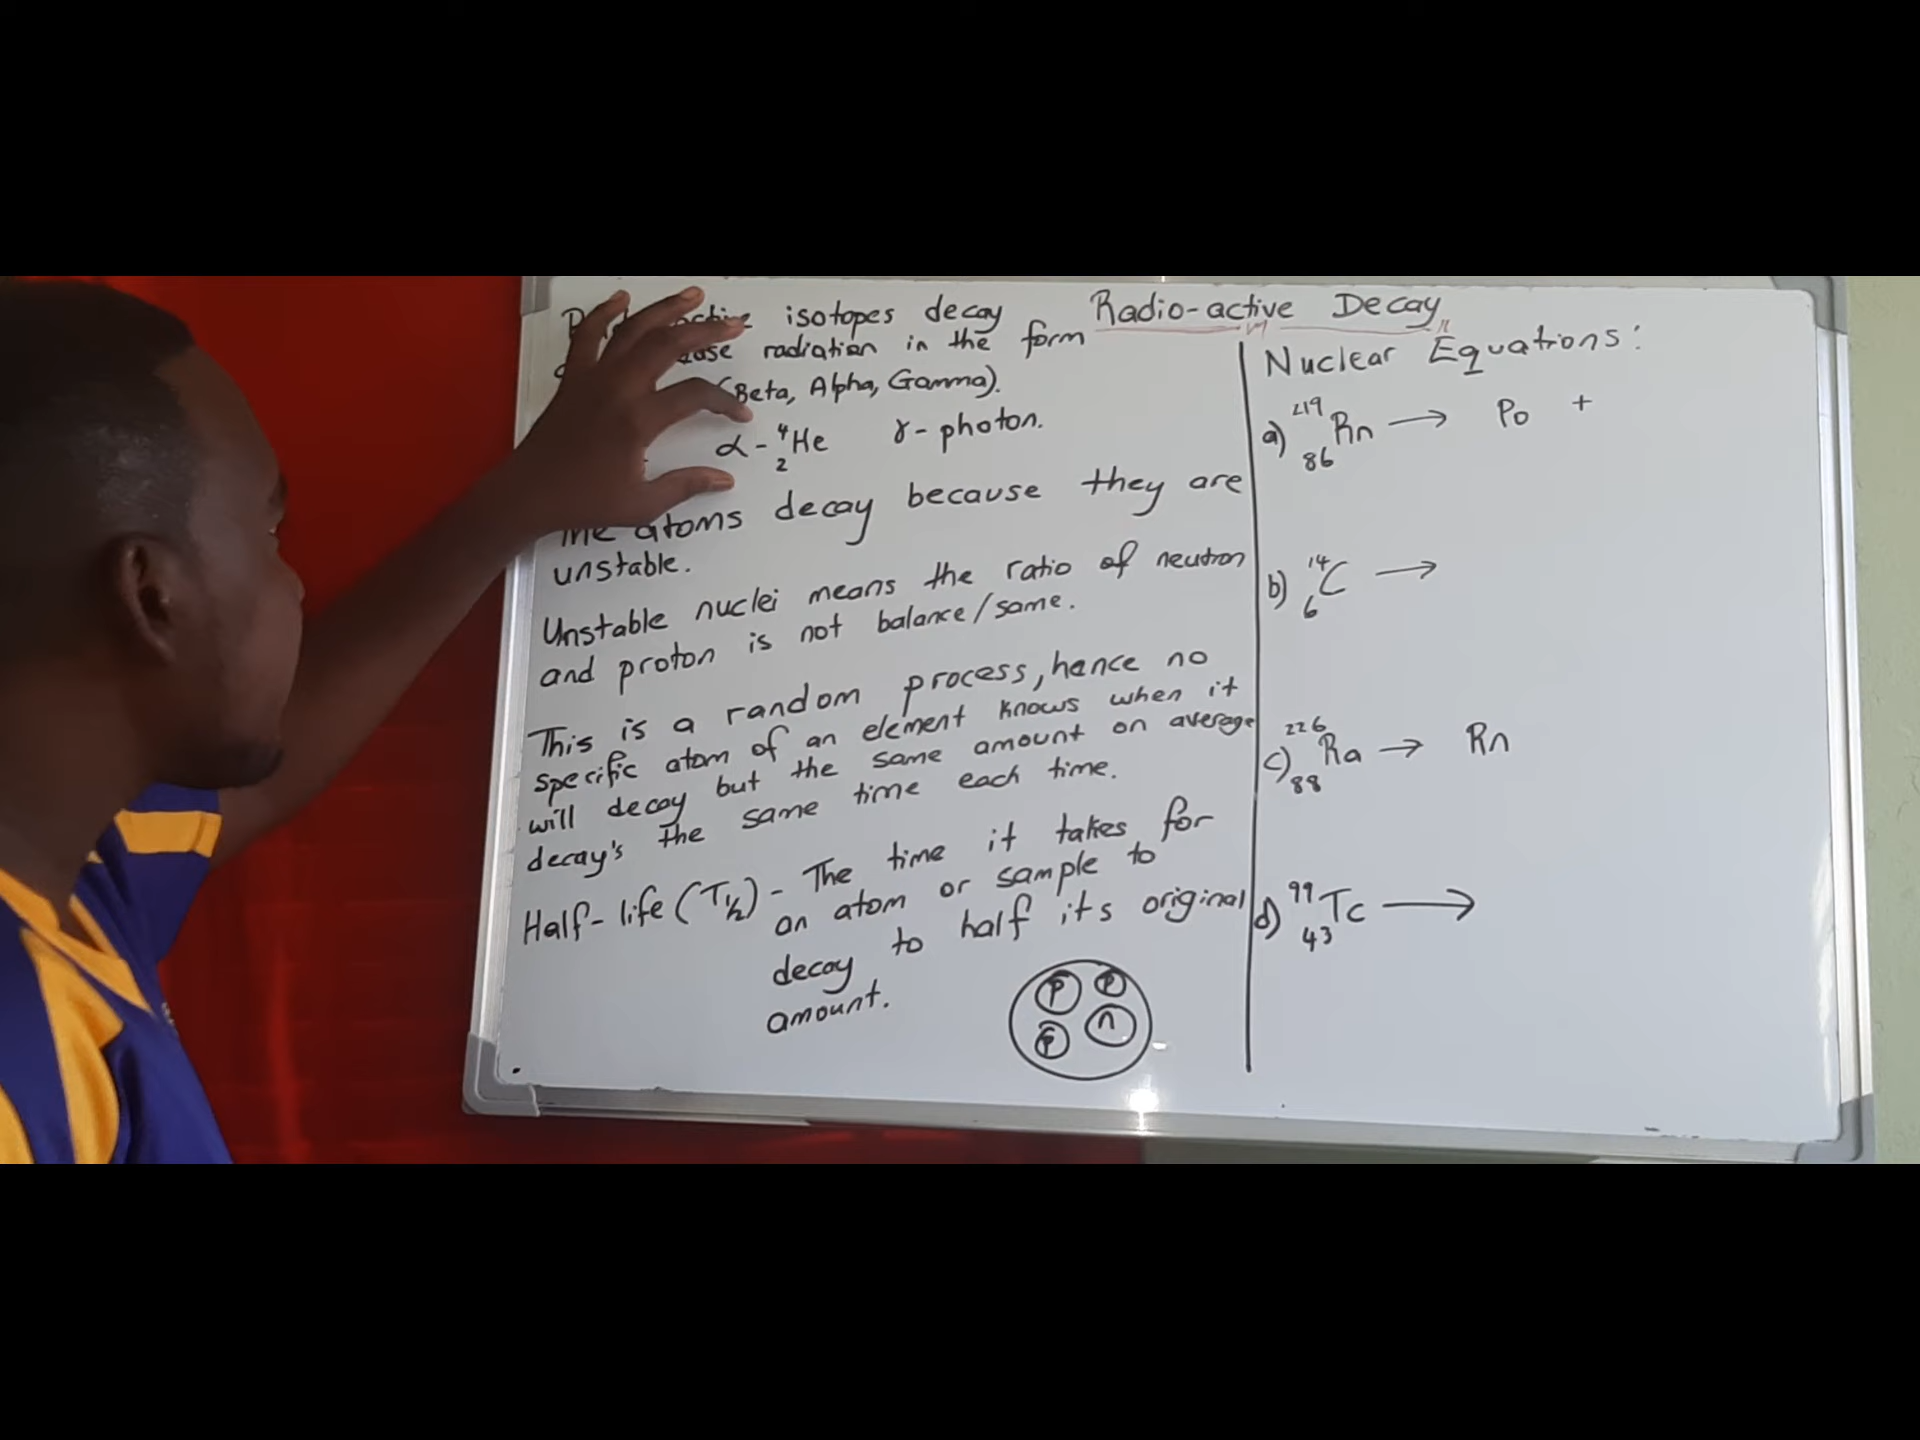 Radio-active Decay
isotopes decay
radiation in the form
(Beta, Alpha, Gamma).
α - ⁴₂He γ - photon.
The atoms decay because they are
unstable.
Unstable nuclei means the ratio of neutron
and proton is not balance/same.
This is a random process, hence no
specific atom of an element knows when it
will decay but the same amount on average
decay's the same time each time.
Half-life (T½) - The time it takes for
an atom or sample to
decay to half its original
amount.
P P
P n
Nuclear Equations:
a) ²¹⁹₈₆Rn → Po +
b) ¹⁴₆C →
c) ²²⁶₈₈Ra → Rn
d) ⁹⁹₄₃Tc →